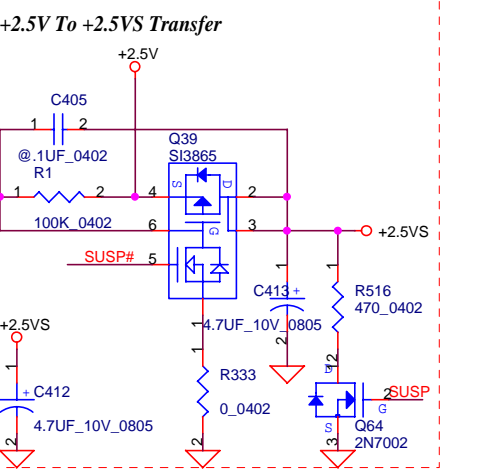 +2.5V To +2.5VS Transfer
+2.5V
C405
1 2
@.1UF_0402
R1
1 2
100K_0402
Q39
SI3865
S D
4 2
6 3
G
SUSP# 5
+2.5VS
1 1
C413 +
4.7UF_10V_0805
2
R516
470_0402
+2.5VS
1
+ C412
4.7UF_10V_0805
2
1
1
R333
0_0402
2
D 1 2
2 SUSP
G
S
Q64
3
2N7002